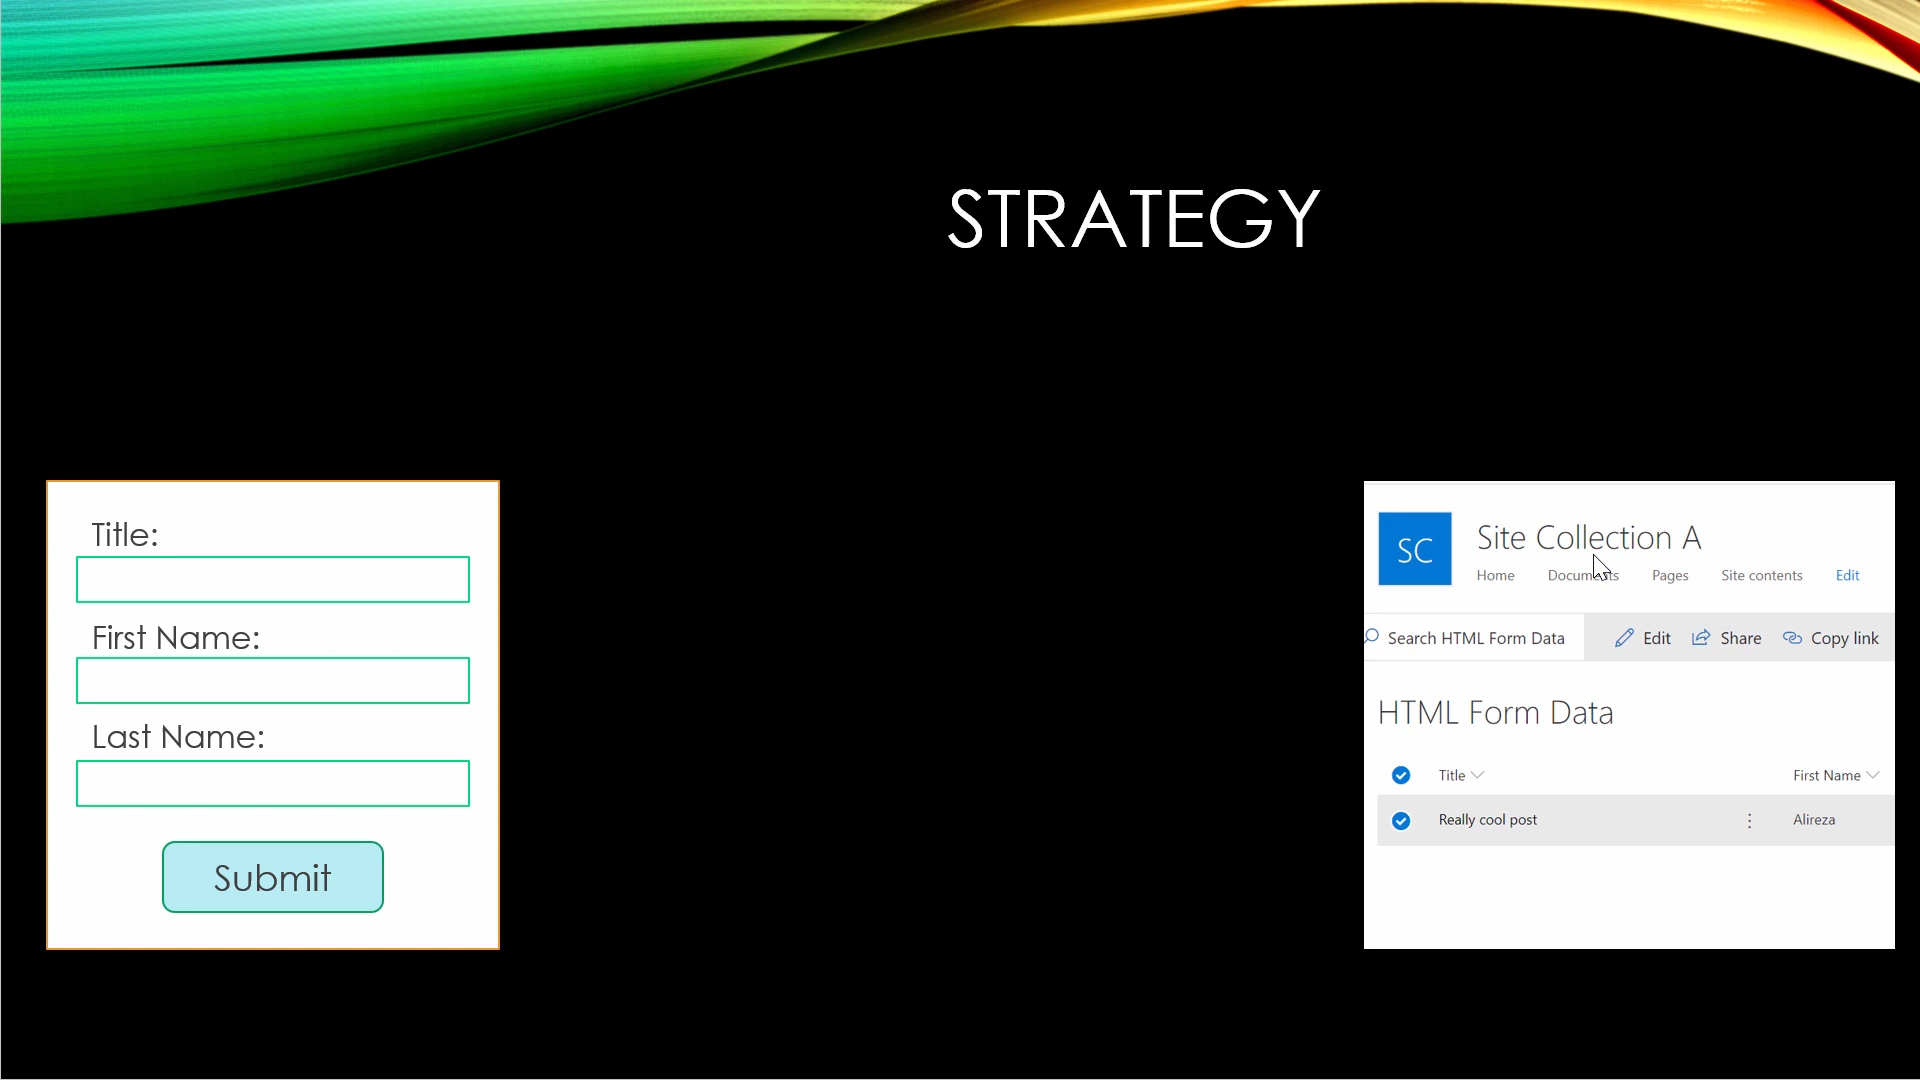 STRATEGY
Title:
First Name:
Last Name:
Submit
SC
Site Collection A
Home Documents Pages Site contents Edit
Search HTML Form Data Edit Share Copy link
HTML Form Data
Title First Name
Really cool post Alireza